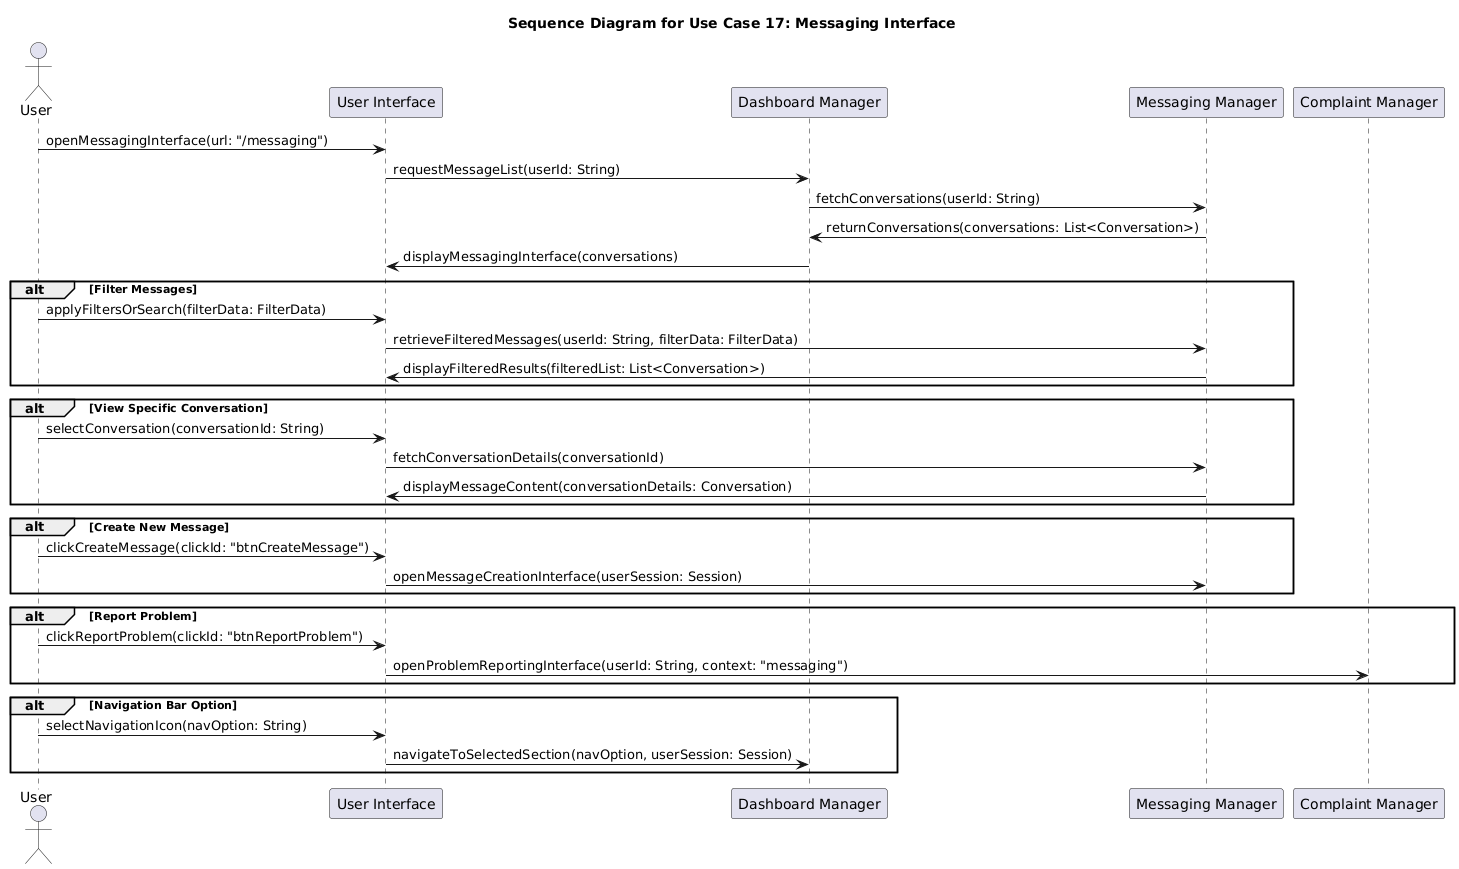 Sequence Diagram for Use Case 17: Messaging Interface
User
User Interface
Dashboard Manager
Messaging Manager
Complaint Manager
openMessagingInterface(url: "/messaging")
requestMessageList(userId: String)
fetchConversations(userId: String)
returnConversations(conversations: List<Conversation>)
displayMessagingInterface(conversations)
alt [Filter Messages]
applyFiltersOrSearch(filterData: FilterData)
retrieveFilteredMessages(userId: String, filterData: FilterData)
displayFilteredResults(filteredList: List<Conversation>)
alt [View Specific Conversation]
selectConversation(conversationId: String)
fetchConversationDetails(conversationId)
displayMessageContent(conversationDetails: Conversation)
alt [Create New Message]
clickCreateMessage(clickId: "btnCreateMessage")
openMessageCreationInterface(userSession: Session)
alt [Report Problem]
clickReportProblem(clickId: "btnReportProblem")
openProblemReportingInterface(userId: String, context: "messaging")
alt [Navigation Bar Option]
selectNavigationIcon(navOption: String)
navigateToSelectedSection(navOption, userSession: Session)
User
User Interface
Dashboard Manager
Messaging Manager
Complaint Manager